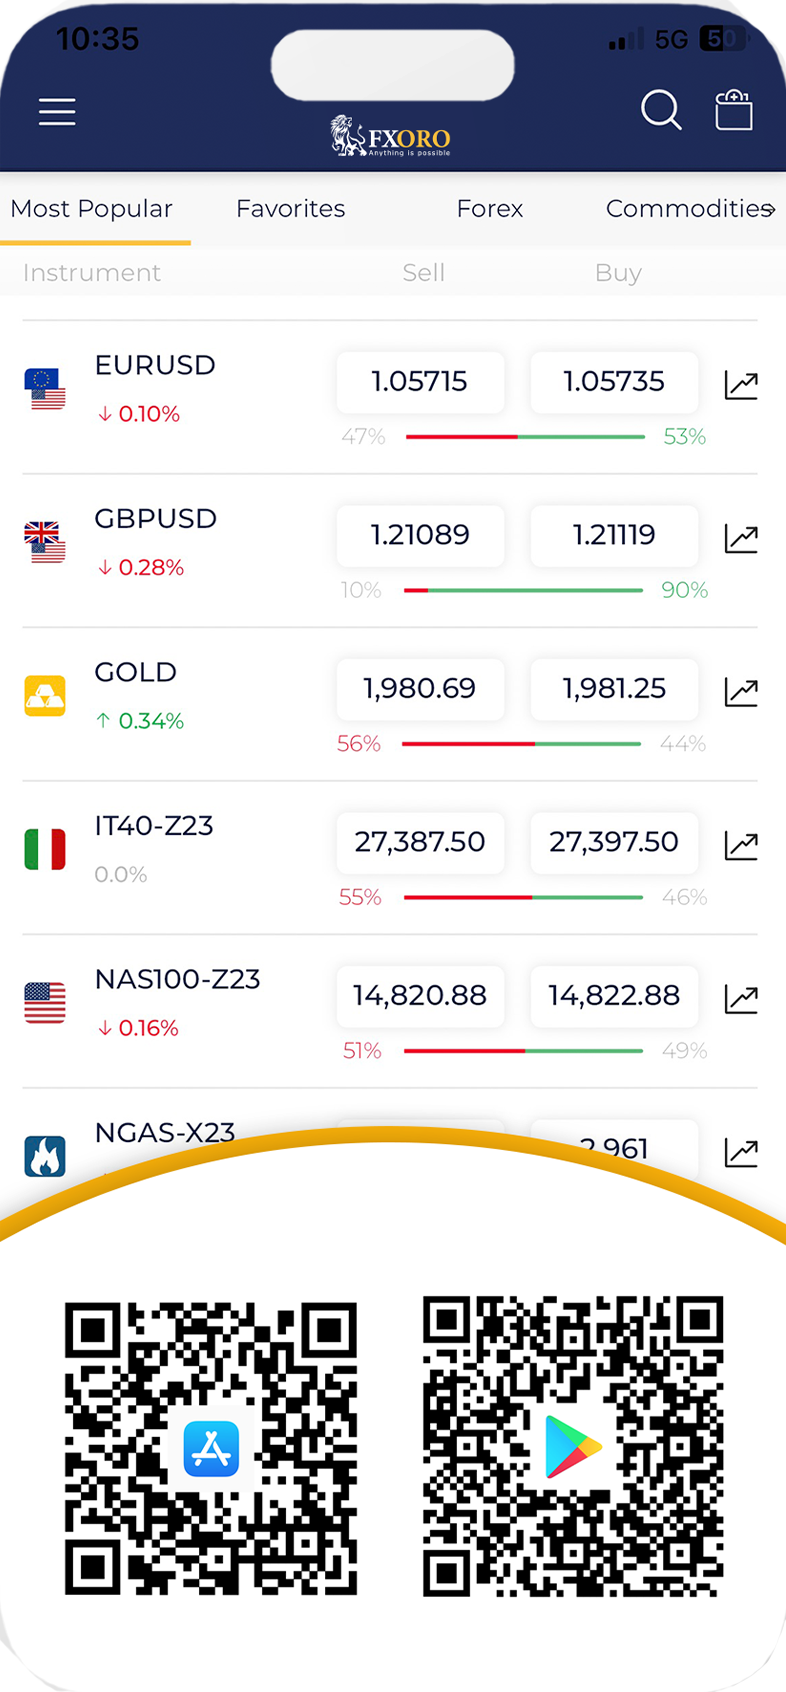 10:35 5G 50
FXORO
Anything is possible
Most Popular Favorites Forex Commodities
Instrument Sell Buy
EURUSD 1.05715 1.05735
↓ 0.10% 47% 53%
GBPUSD 1.21089 1.21119
↓ 0.28% 10% 90%
GOLD 1,980.69 1,981.25
↑ 0.34% 56% 44%
IT40-Z23 27,387.50 27,397.50
0.0% 55% 46%
NAS100-Z23 14,820.88 14,822.88
↓ 0.16% 51% 49%
NGAS-X23 2.961